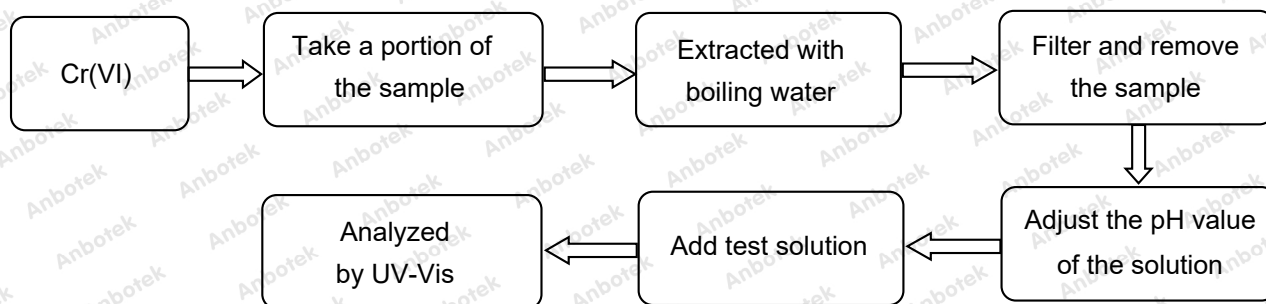 Cr(VI)
Take a portion of
the sample
Extracted with
boiling water
Filter and remove
the sample
Adjust the pH value
of the solution
Add test solution
Analyzed
by UV-Vis
Anbotek